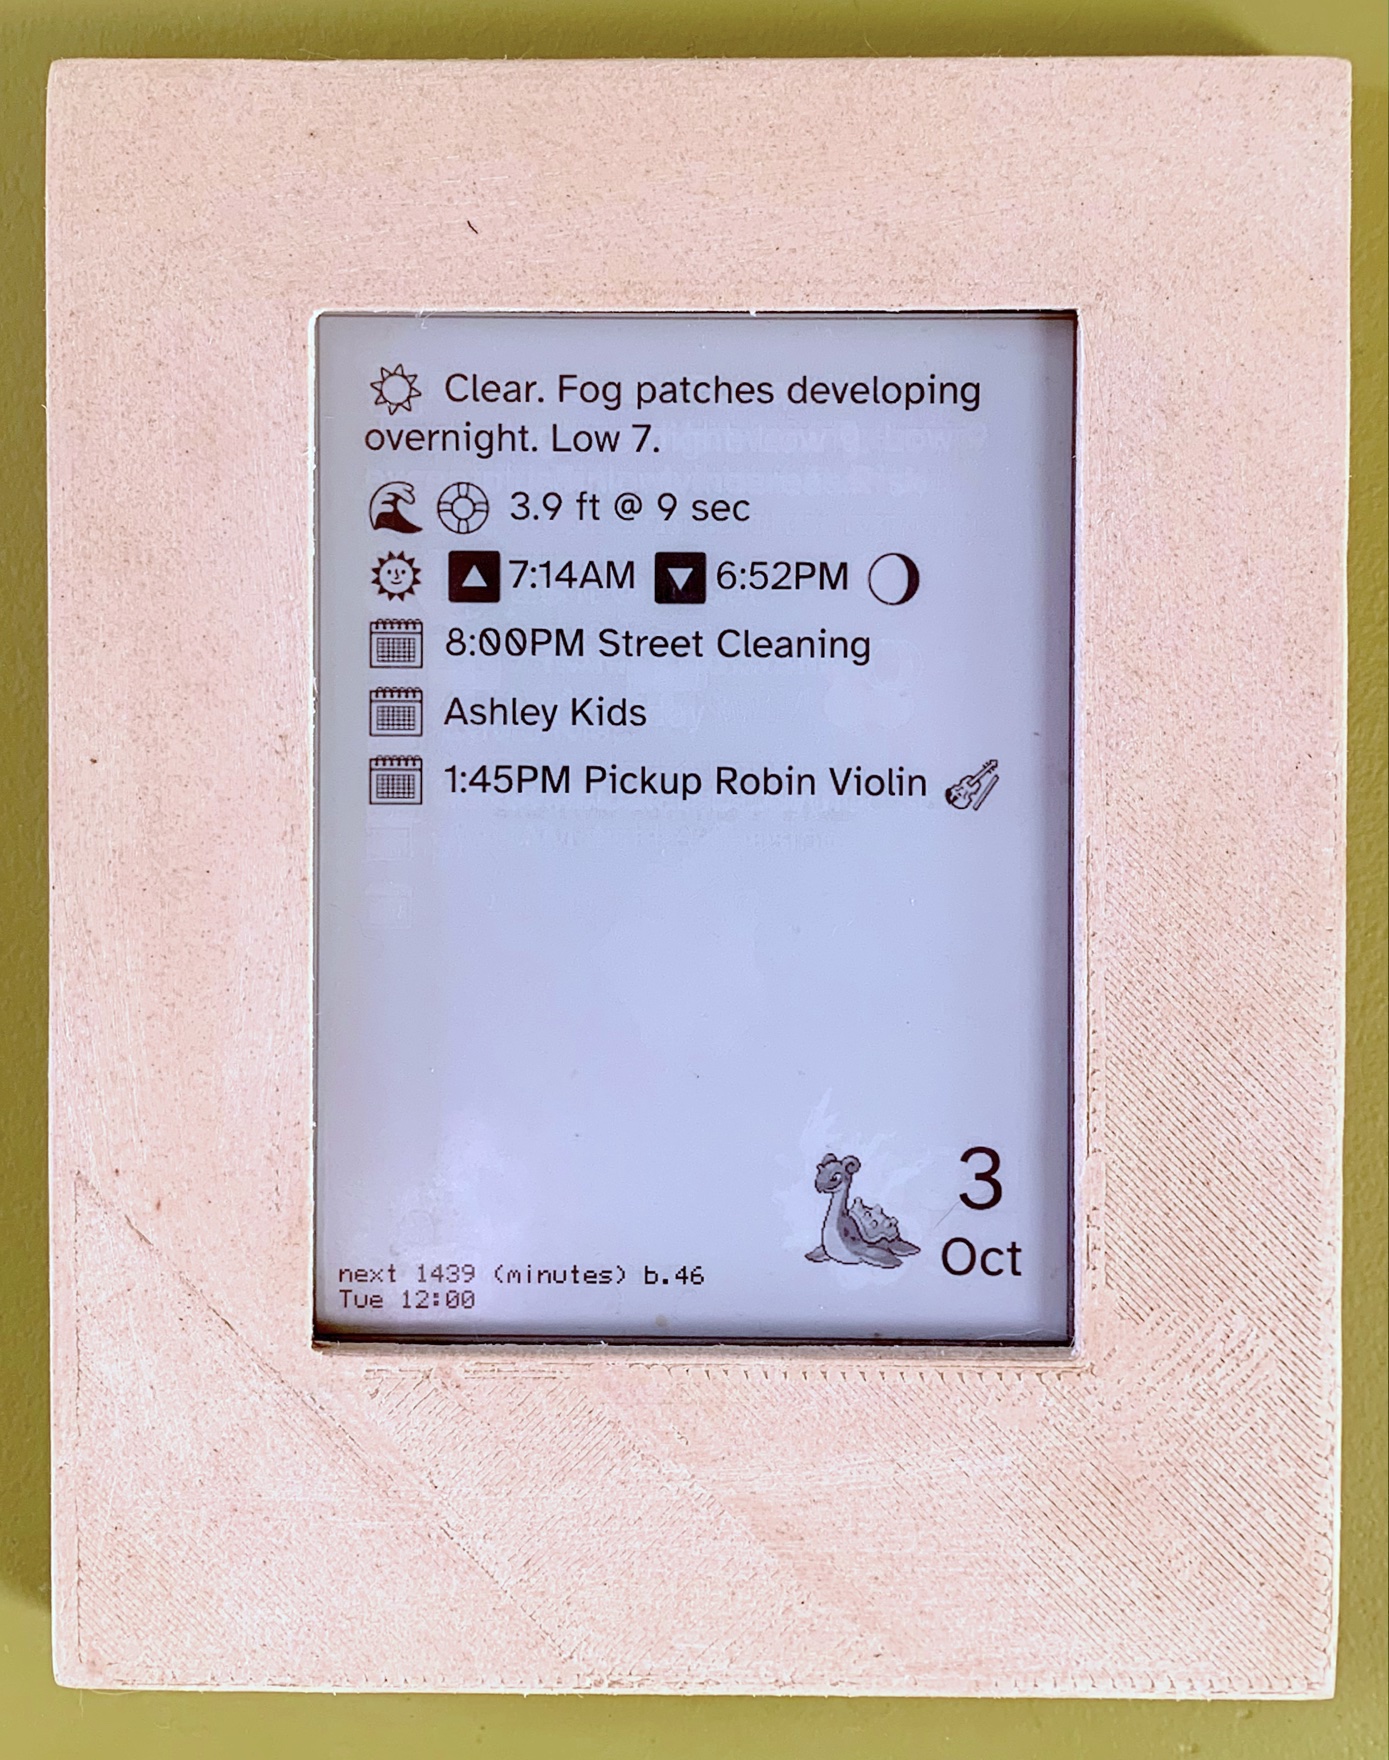 Clear. Fog patches developing
overnight. Low 7.
3.9 ft @ 9 sec
7:14AM 6:52PM
8:00PM Street Cleaning
Ashley Kids
1:45PM Pickup Robin Violin
3
Oct
next 1439 (minutes) b.46
Tue 12:00